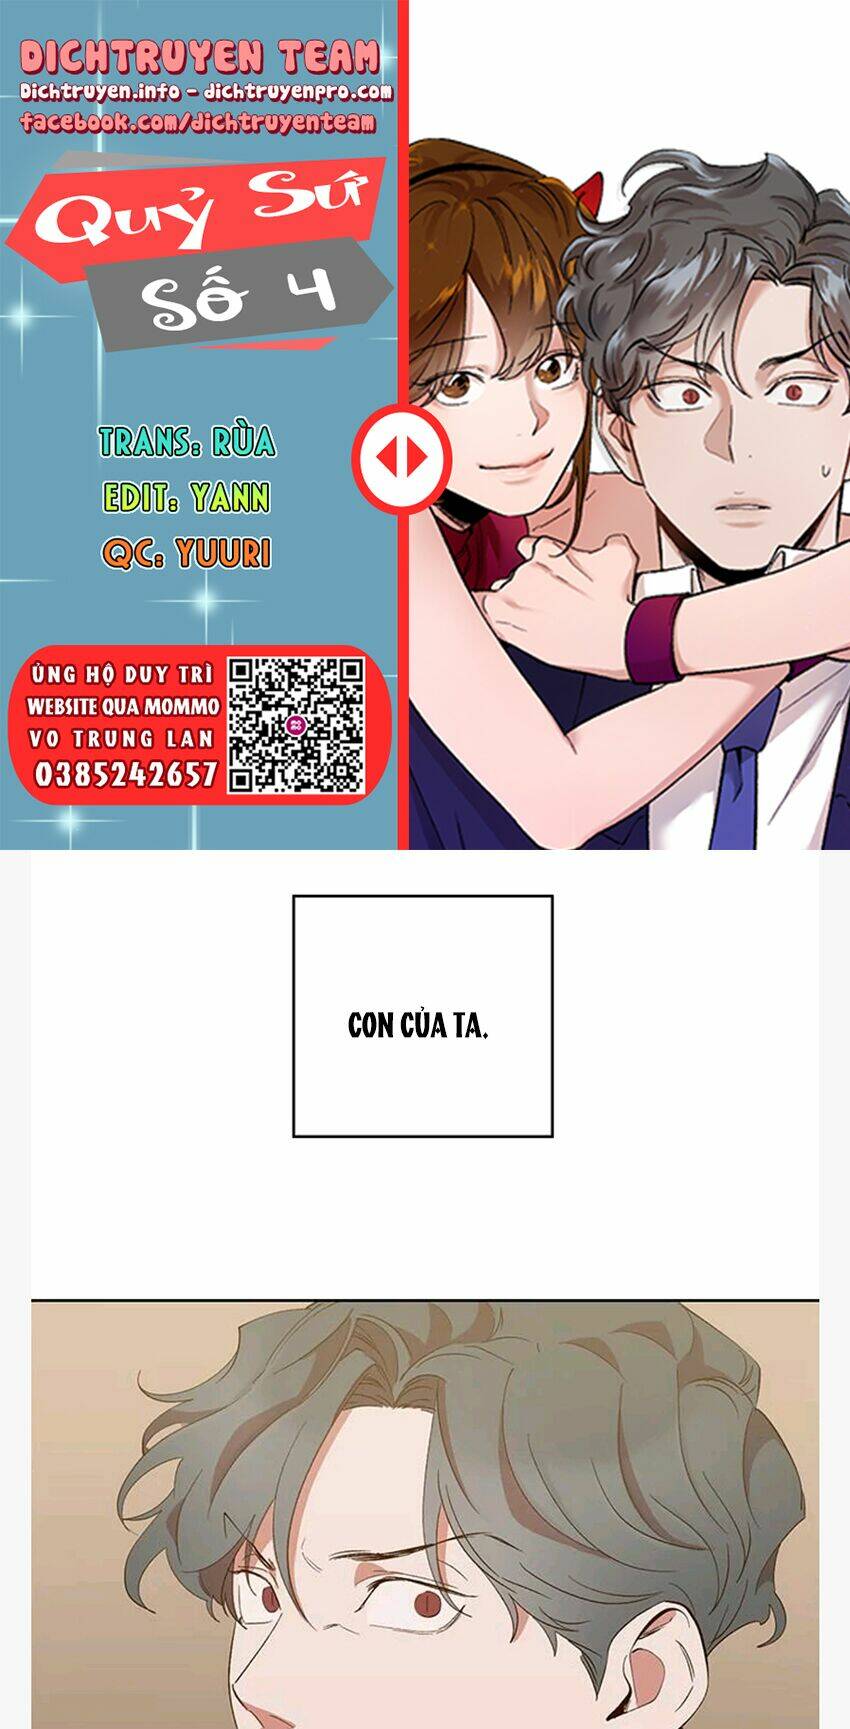 DICHTRUYEN TEAM
Dichtruyen.info - dichtruyenpro.com
facebook.com/dichtruyenteam
Quỷ Sứ
Số 4
TRANS: RÙA
EDIT: YANN
QC: YUURI
ỦNG HỘ DUY TRÌ
WEBSITE QUA MOMMO
VO TRUNG LAN
0385242657
CON CỦA TA.